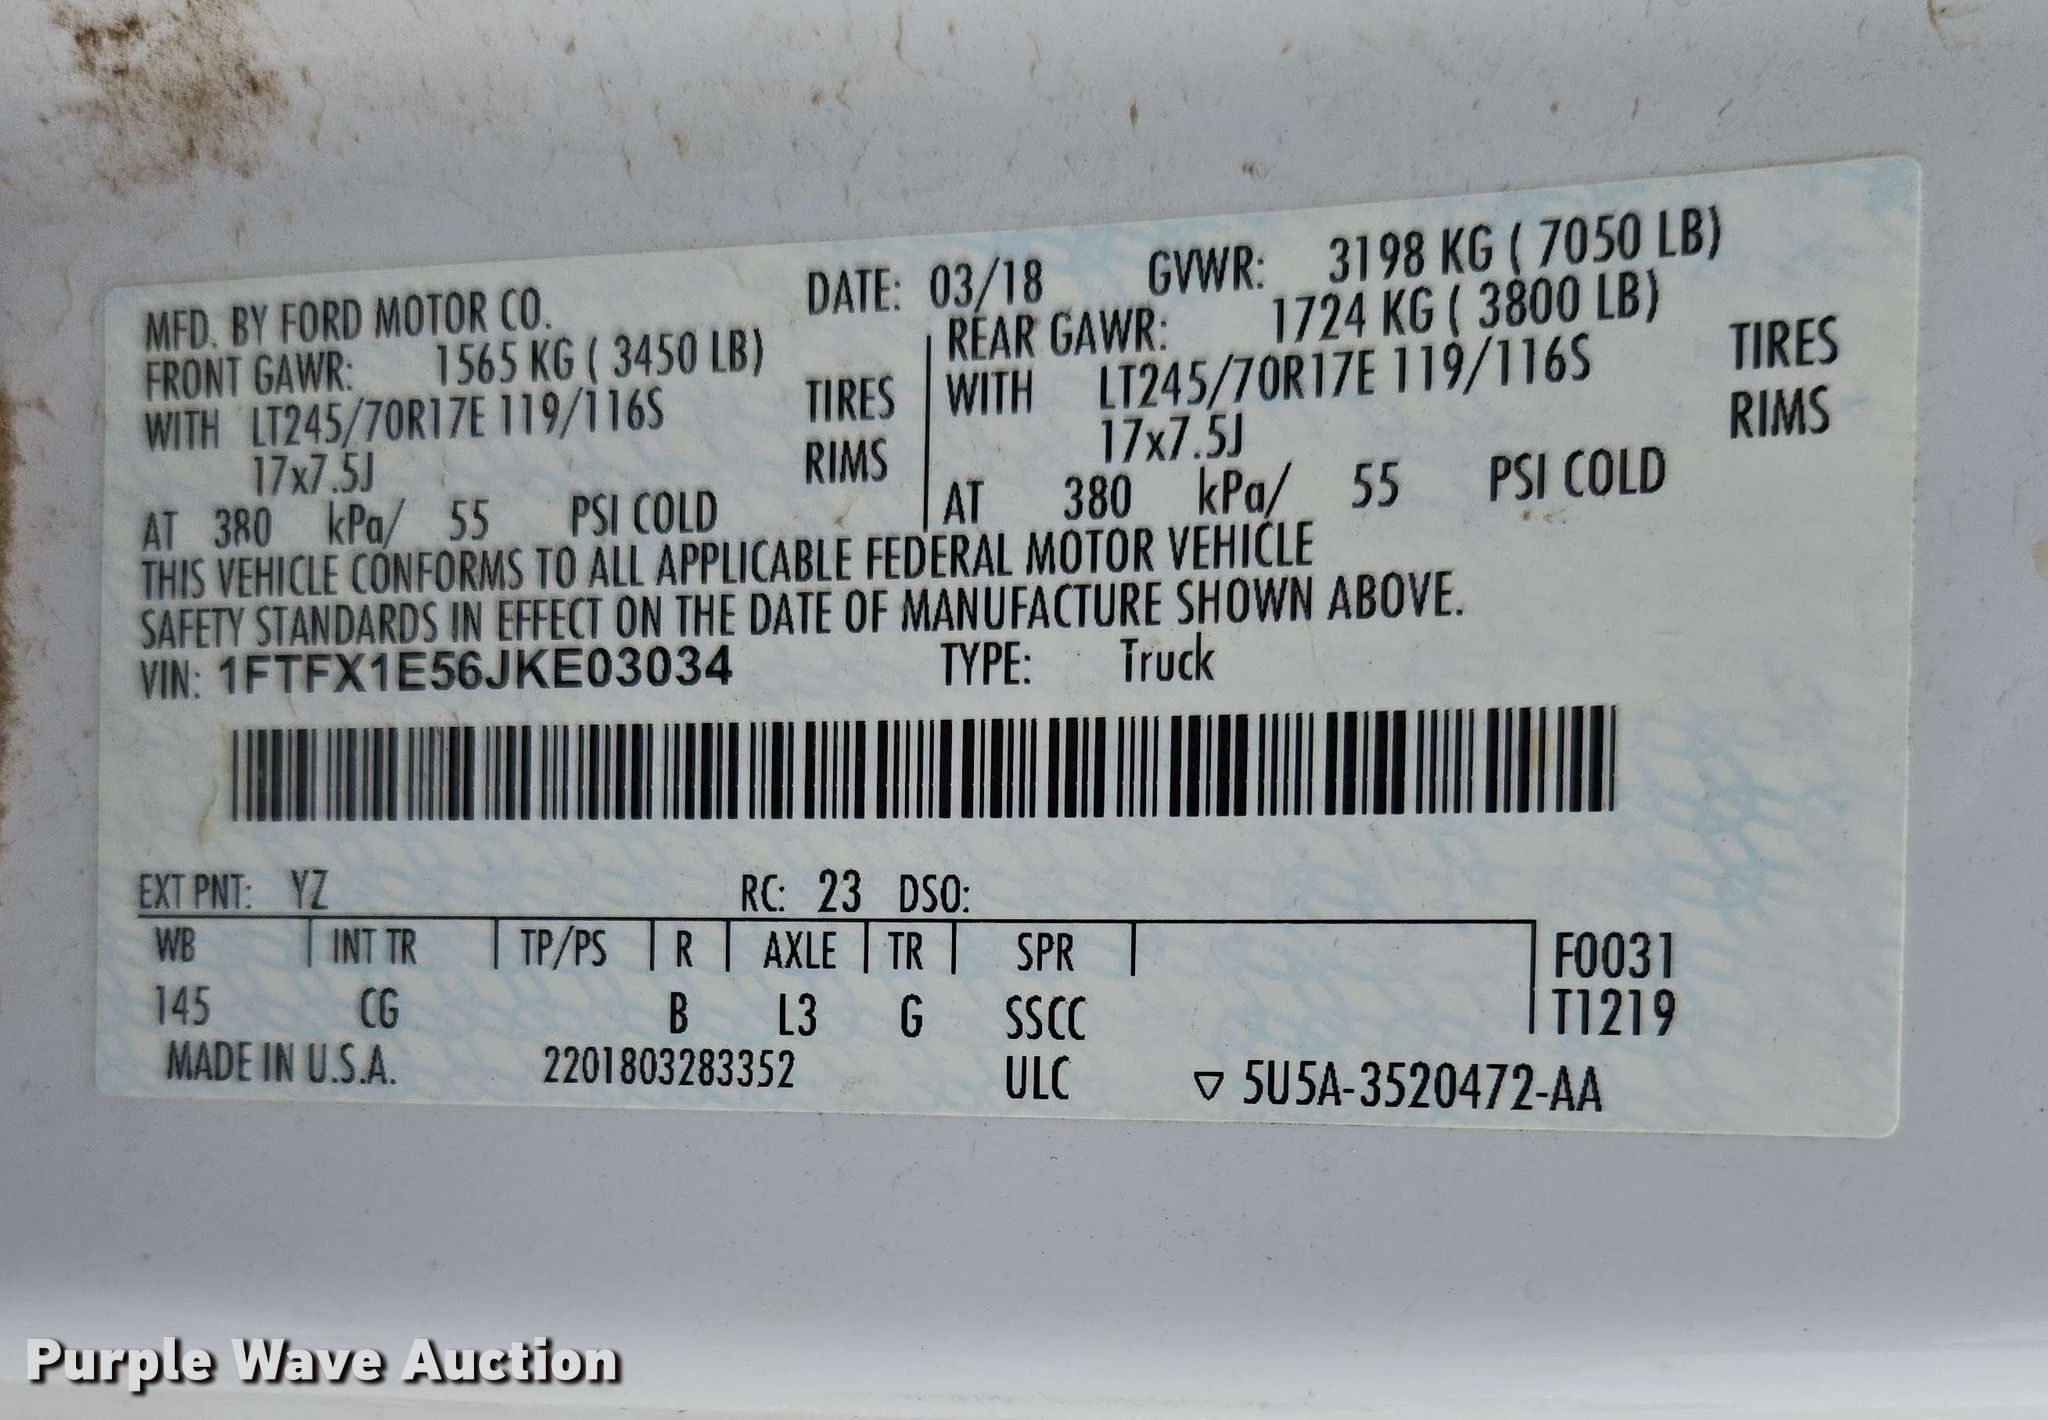 MFD. BY FORD MOTOR CO. DATE: 03/18 GVWR: 3198 KG ( 7050 LB)
FRONT GAWR: 1565 KG ( 3450 LB) REAR GAWR: 1724 KG ( 3800 LB)
WITH LT245/70R17E 119/116S TIRES WITH LT245/70R17E 119/116S TIRES
17x7.5J RIMS 17x7.5J RIMS
AT 380 kPa/ 55 PSI COLD AT 380 kPa/ 55 PSI COLD
THIS VEHICLE CONFORMS TO ALL APPLICABLE FEDERAL MOTOR VEHICLE
SAFETY STANDARDS IN EFFECT ON THE DATE OF MANUFACTURE SHOWN ABOVE.
VIN: 1FTFX1E56JKE03034 TYPE: Truck
EXT PNT: YZ RC: 23 DSO:
WB INT TR TP/PS R AXLE TR SPR F0031
145 CG B L3 G SSCC T1219
MADE IN U.S.A. 2201803283352 ULC ▽ 5U5A-3520472-AA
Purple Wave Auction